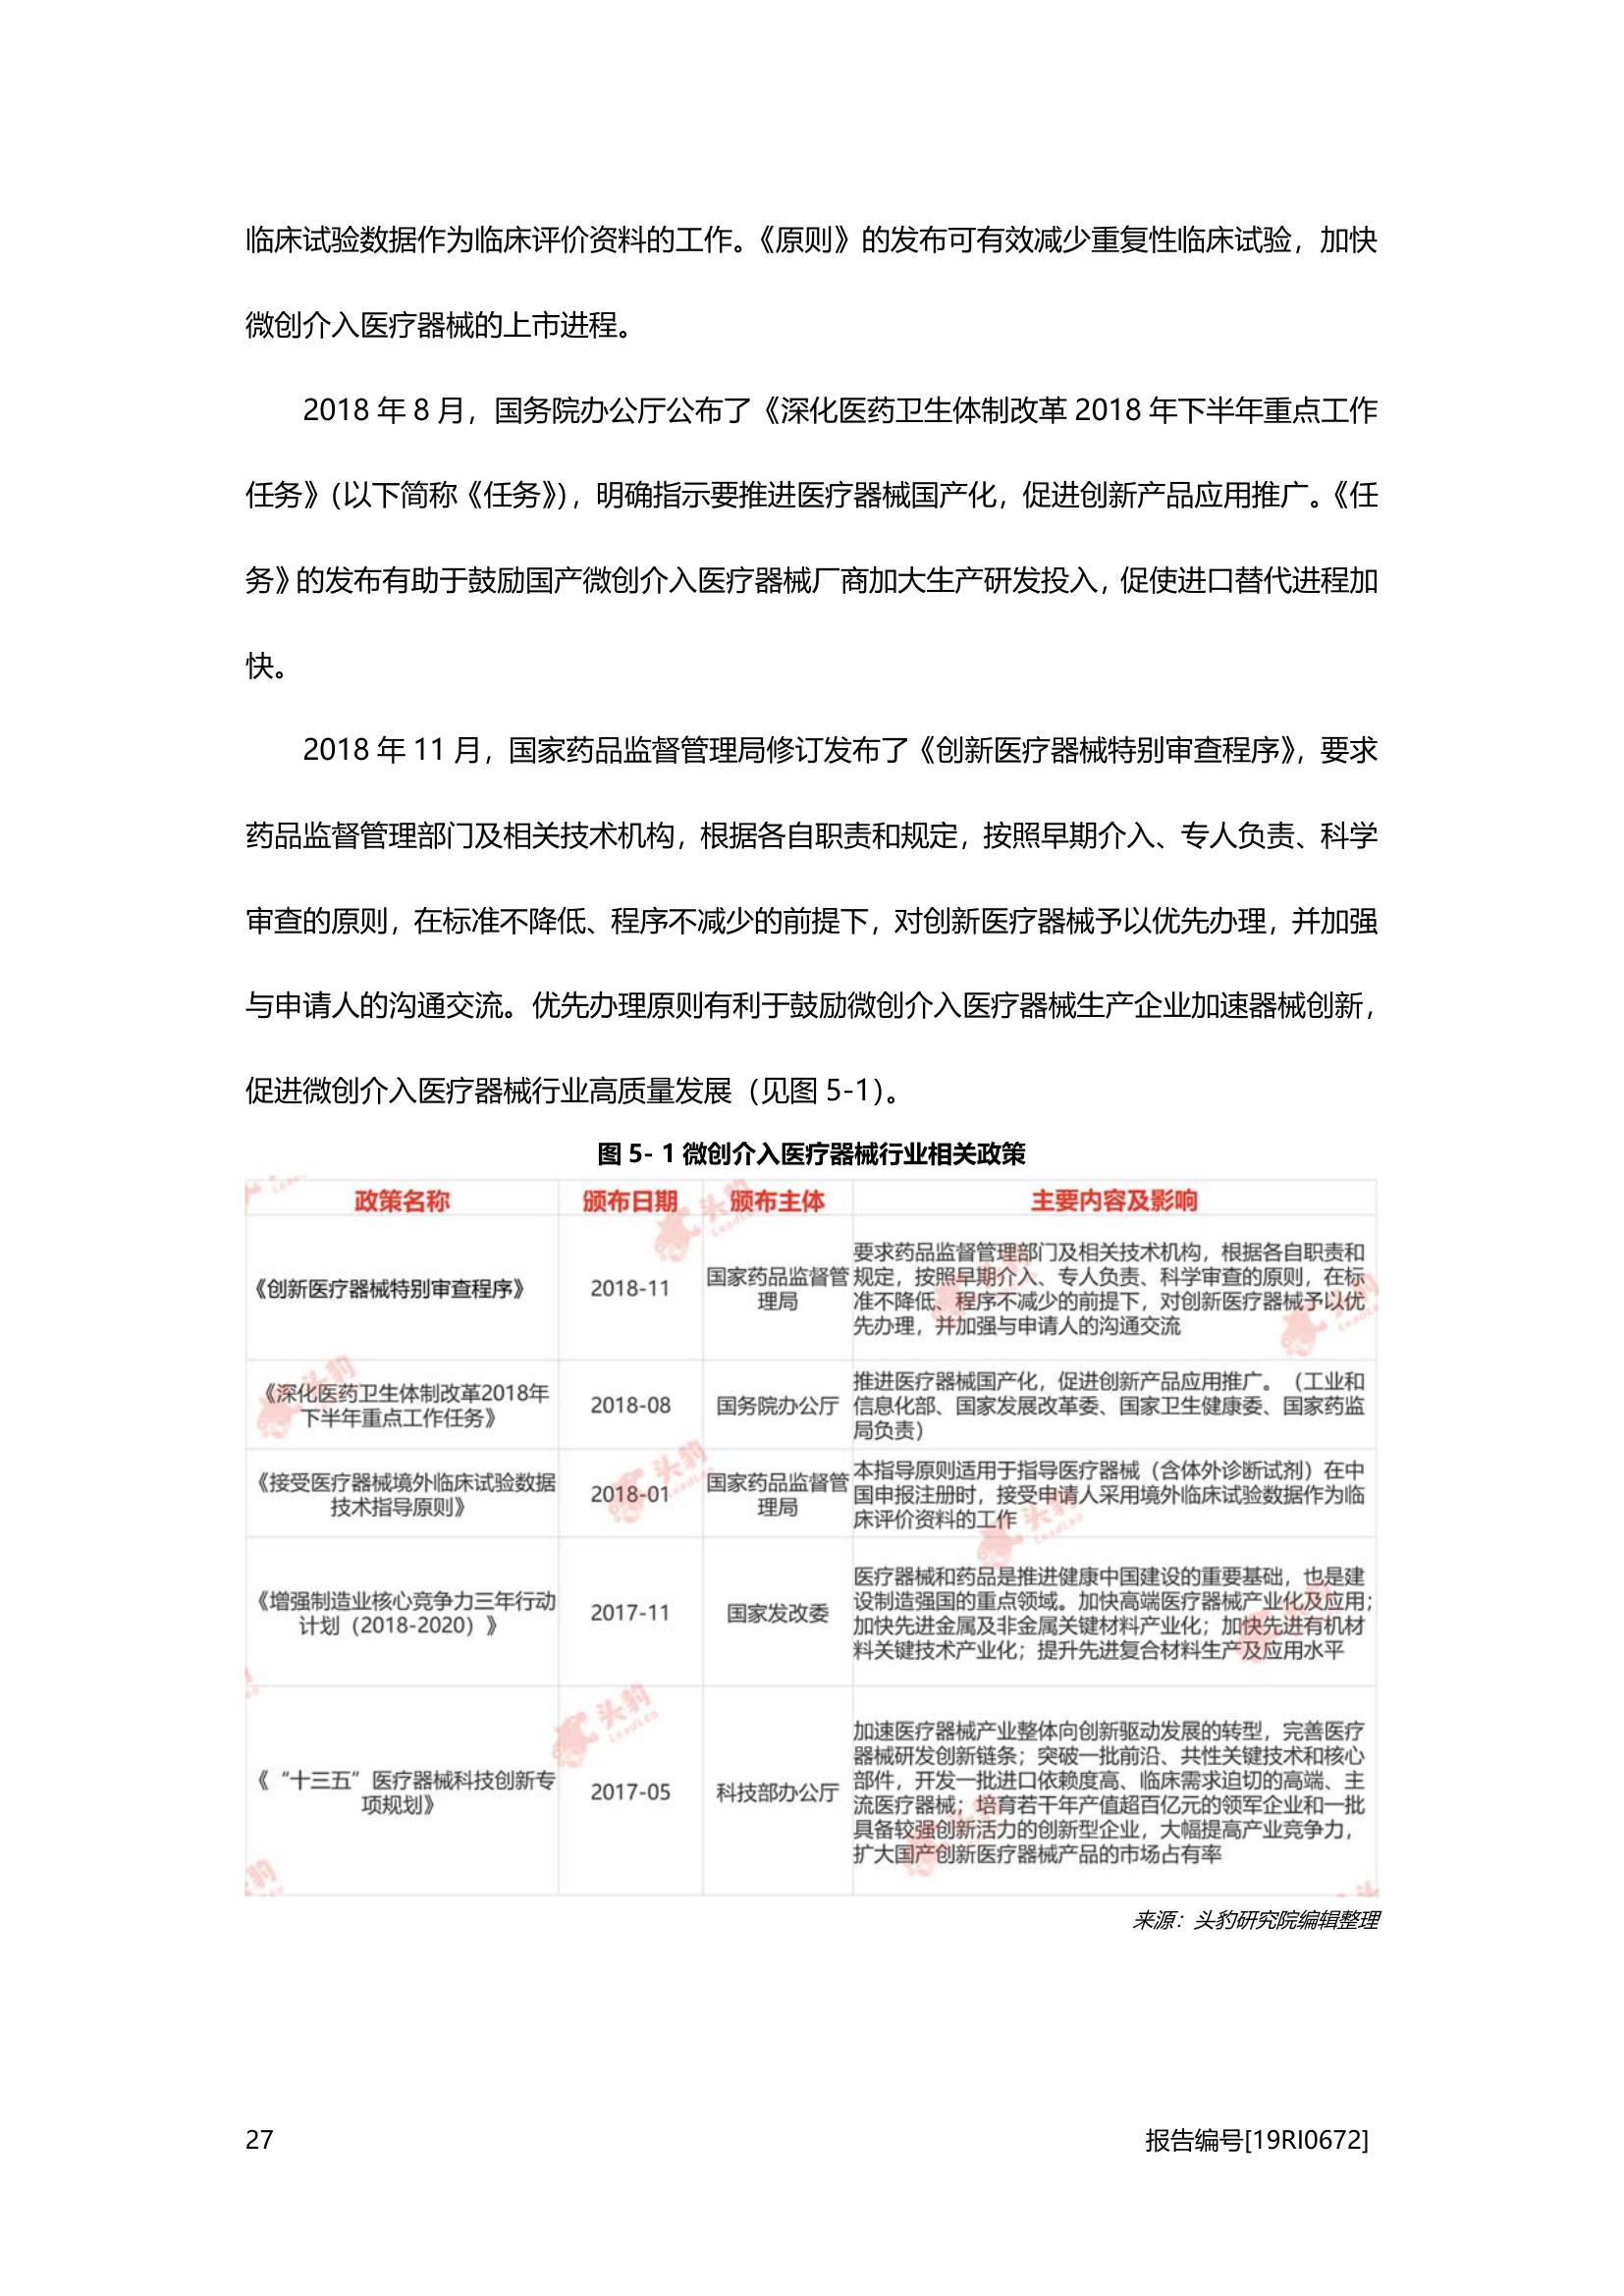 临床试验数据作为临床评价资料的工作。《原则》的发布可有效减少重复性临床试验，加快
微创介入医疗器械的上市进程。
2018 年 8 月，国务院办公厅公布了《深化医药卫生体制改革 2018 年下半年重点工作
任务》（以下简称《任务》），明确指示要推进医疗器械国产化，促进创新产品应用推广。《任
务》的发布有助于鼓励国产微创介入医疗器械厂商加大生产研发投入，促使进口替代进程加
快。
2018 年 11 月，国家药品监督管理局修订发布了《创新医疗器械特别审查程序》，要求
药品监督管理部门及相关技术机构，根据各自职责和规定，按照早期介入、专人负责、科学
审查的原则，在标准不降低、程序不减少的前提下，对创新医疗器械予以优先办理，并加强
与申请人的沟通交流。优先办理原则有利于鼓励微创介入医疗器械生产企业加速器械创新，
促进微创介入医疗器械行业高质量发展（见图 5-1）。
图 5- 1 微创介入医疗器械行业相关政策
政策名称 颁布日期 颁布主体 主要内容及影响
《创新医疗器械特别审查程序》
2018-11
国家药品监督管
理局
要求药品监督管理部门及相关技术机构，根据各自职责和
规定，按照早期介入、专人负责、科学审查的原则，在标
准不降低、程序不减少的前提下，对创新医疗器械予以优
先办理，并加强与申请人的沟通交流
《深化医药卫生体制改革2018年
下半年重点工作任务》
2018-08
国务院办公厅
推进医疗器械国产化，促进创新产品应用推广。（工业和
信息化部、国家发展改革委、国家卫生健康委、国家药监
局负责）
《接受医疗器械境外临床试验数据
技术指导原则》
2018-01
国家药品监督管
理局
本指导原则适用于指导医疗器械（含体外诊断试剂）在中
国申报注册时，接受申请人采用境外临床试验数据作为临
床评价资料的工作
《增强制造业核心竞争力三年行动
计划（2018-2020）》
2017-11
国家发改委
医疗器械和药品是推进健康中国建设的重要基础，也是建
设制造强国的重点领域。加快高端医疗器械产业化及应用；
加快先进金属及非金属关键材料产业化；加快先进有机材
料关键技术产业化；提升先进复合材料生产及应用水平
《“十三五”医疗器械科技创新专
项规划》
2017-05
科技部办公厅
加速医疗器械产业整体向创新驱动发展的转型，完善医疗
器械研发创新链条；突破一批前沿、共性关键技术和核心
部件，开发一批进口依赖度高、临床需求迫切的高端、主
流医疗器械；培育若干年产值超百亿元的领军企业和一批
具备较强创新活力的创新型企业，大幅提高产业竞争力，
扩大国产创新医疗器械产品的市场占有率
来源：头豹研究院编辑整理
27
报告编号[19RI0672]